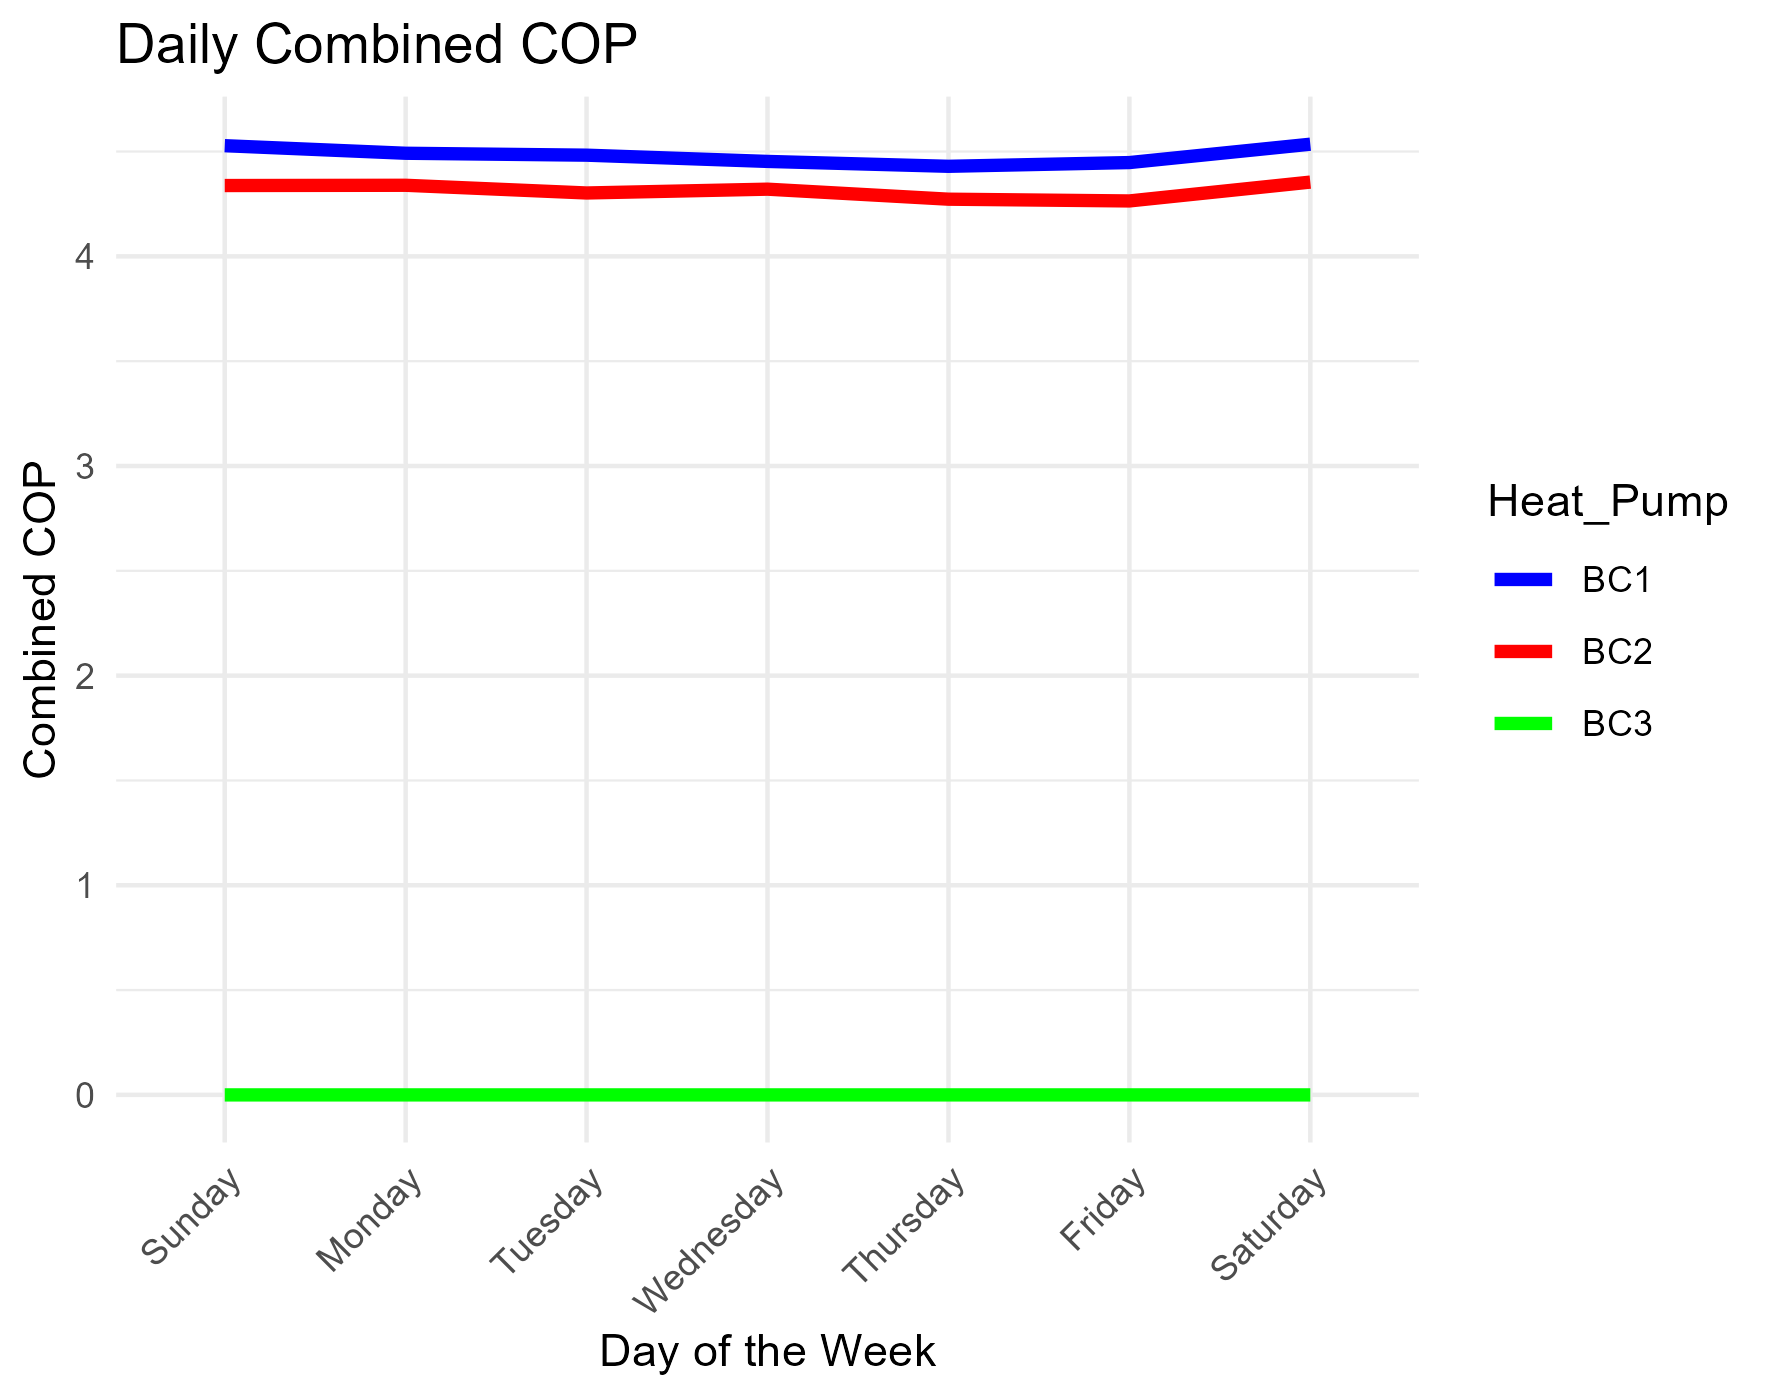 Daily Combined COP
Combined COP
4
3
2
1
0
Sunday
Monday
Tuesday
Wednesday
Thursday
Friday
Saturday
Day of the Week
Heat_Pump
BC1
BC2
BC3